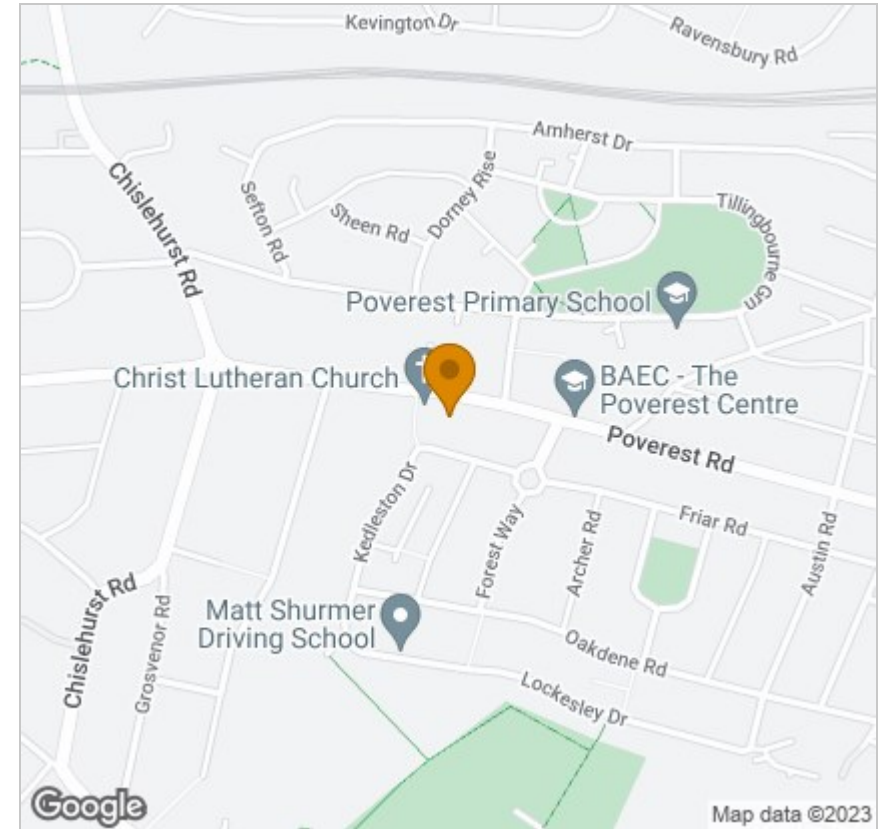 Kevington Dr
Ravensbury Rd
Amherst Dr
Chislehurst Rd
Sefton Rd
Sheen Rd
Dorney Rise
Tillingbourne Grn
Poverest Primary School
Christ Lutheran Church
BAEC - The
Poverest Centre
Poverest Rd
Kedleston Dr
Forest Way
Archer Rd
Friar Rd
Austin Rd
Chislehurst Rd
Grosvenor Rd
Matt Shurmer
Driving School
Oakdene Rd
Lockesley Dr
Google
Map data ©2023